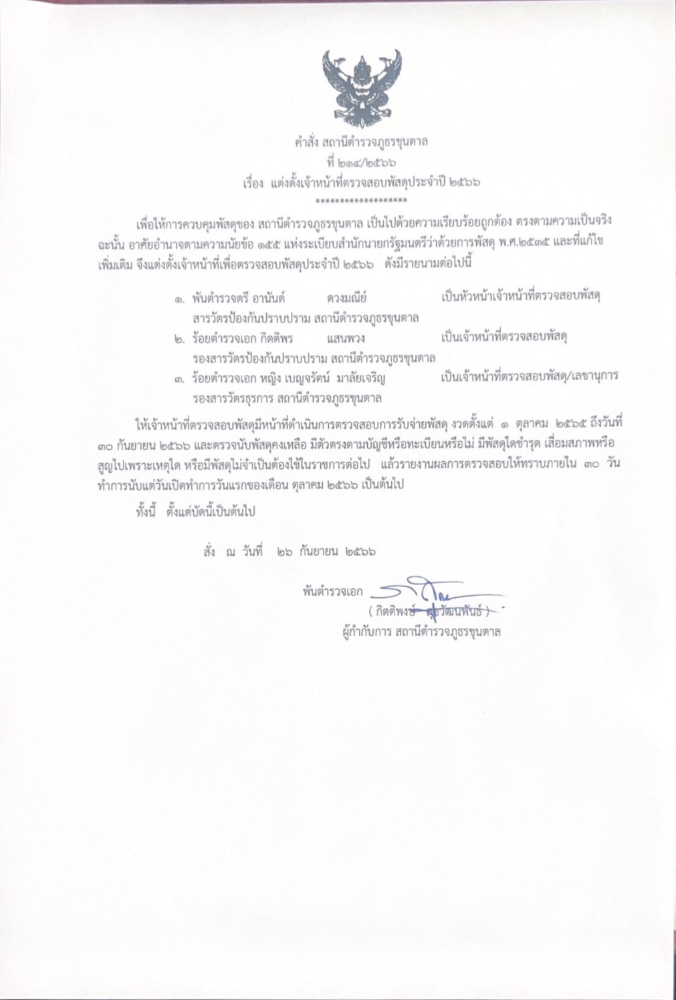 คำสั่ง สถานีตำรวจภูธรขุนตาล
ที่ ๒๑๔/๒๕๖๖
เรื่อง แต่งตั้งเจ้าหน้าที่ตรวจสอบพัสดุประจำปี ๒๕๖๖
*******************
เพื่อให้การควบคุมพัสดุของ สถานีตำรวจภูธรขุนตาล เป็นไปด้วยความเรียบร้อยถูกต้อง ตรงตามความเป็นจริง
ฉะนั้น อาศัยอำนาจตามความนัยข้อ ๑๕๕ แห่งระเบียบสำนักนายกรัฐมนตรีว่าด้วยการพัสดุ พ.ศ.๒๕๓๕ และที่แก้ไข
เพิ่มเติม จึงแต่งตั้งเจ้าหน้าที่เพื่อตรวจสอบพัสดุประจำปี ๒๕๖๖ ดังมีรายนามต่อไปนี้
๑. พันตำรวจตรี อานันต์ ดวงมณีย์ เป็นหัวหน้าเจ้าหน้าที่ตรวจสอบพัสดุ
สารวัตรป้องกันปราบปราม สถานีตำรวจภูธรขุนตาล
๒. ร้อยตำรวจเอก กิตติพร แสนพวง เป็นเจ้าหน้าที่ตรวจสอบพัสดุ
รองสารวัตรป้องกันปราบปราม สถานีตำรวจภูธรขุนตาล
๓. ร้อยตำรวจเอก หญิง เบญจรัตน์ มาลัยเจริญ เป็นเจ้าหน้าที่ตรวจสอบพัสดุ/เลขานุการ
รองสารวัตรธุรการ สถานีตำรวจภูธรขุนตาล
ให้เจ้าหน้าที่ตรวจสอบพัสดุมีหน้าที่ดำเนินการตรวจสอบการรับจ่ายพัสดุ งวดตั้งแต่ ๑ ตุลาคม ๒๕๖๕ ถึงวันที่
๓๐ กันยายน ๒๕๖๖ และตรวจนับพัสดุคงเหลือ มีตัวตรงตามบัญชีหรือทะเบียนหรือไม่ มีพัสดุใดชำรุด เสื่อมสภาพหรือ
สูญไปเพราะเหตุใด หรือมีพัสดุไม่จำเป็นต้องใช้ในราชการต่อไป แล้วรายงานผลการตรวจสอบให้ทราบภายใน ๓๐ วัน
ทำการนับแต่วันเปิดทำการวันแรกของเดือน ตุลาคม ๒๕๖๖ เป็นต้นไป
ทั้งนี้ ตั้งแต่บัดนี้เป็นต้นไป
สั่ง ณ วันที่ ๒๖ กันยายน ๒๕๖๖
พันตำรวจเอก
( กิตติพงษ์ สุขวัฒนพันธ์ )
ผู้กำกับการ สถานีตำรวจภูธรขุนตาล